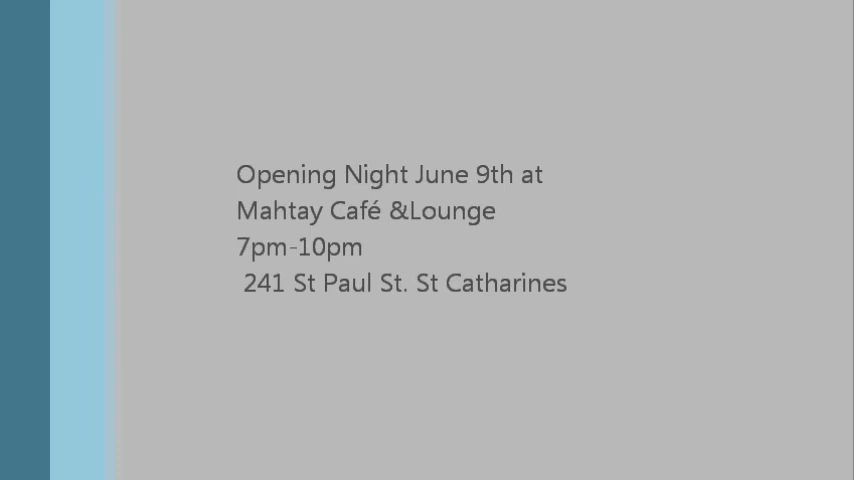 Opening Night June 9th at
Mahtay Café &Lounge
7pm-10pm
241 St Paul St. St Catharines